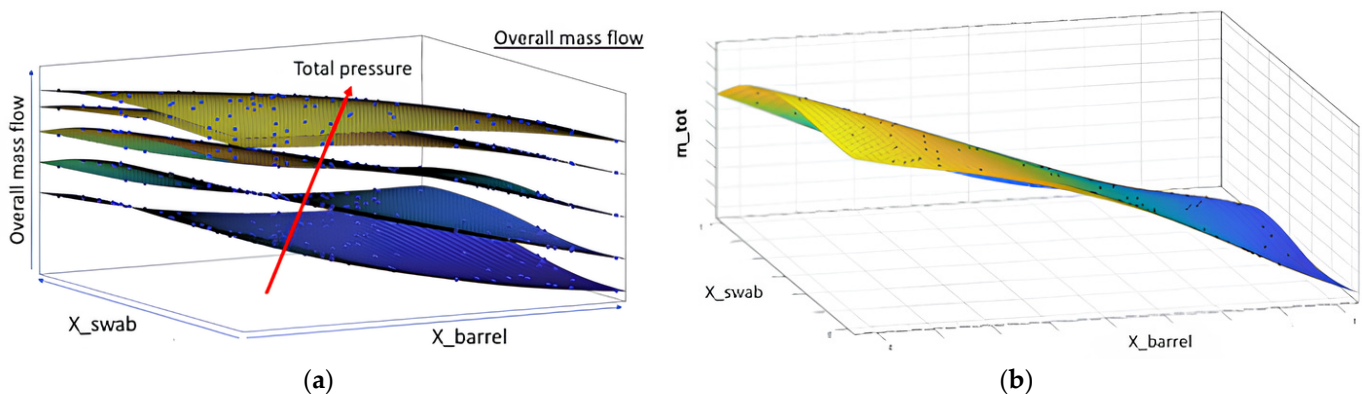 Overall mass flow
Total pressure
Overall mass flow
X_swab
X_barrel
(a)
m_tot
X_swab
X_barrel
(b)